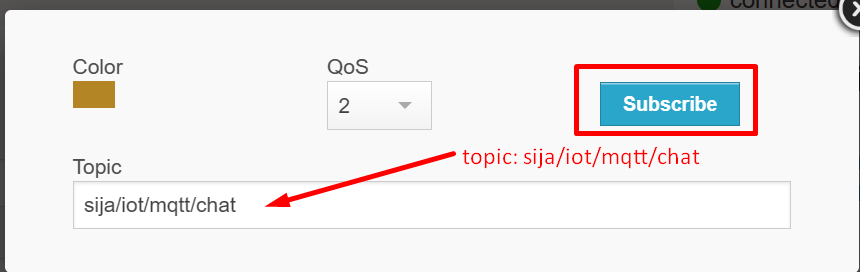 connected
Color
QoS
2
Subscribe
topic: sija/iot/mqtt/chat
Topic
sija/iot/mqtt/chat